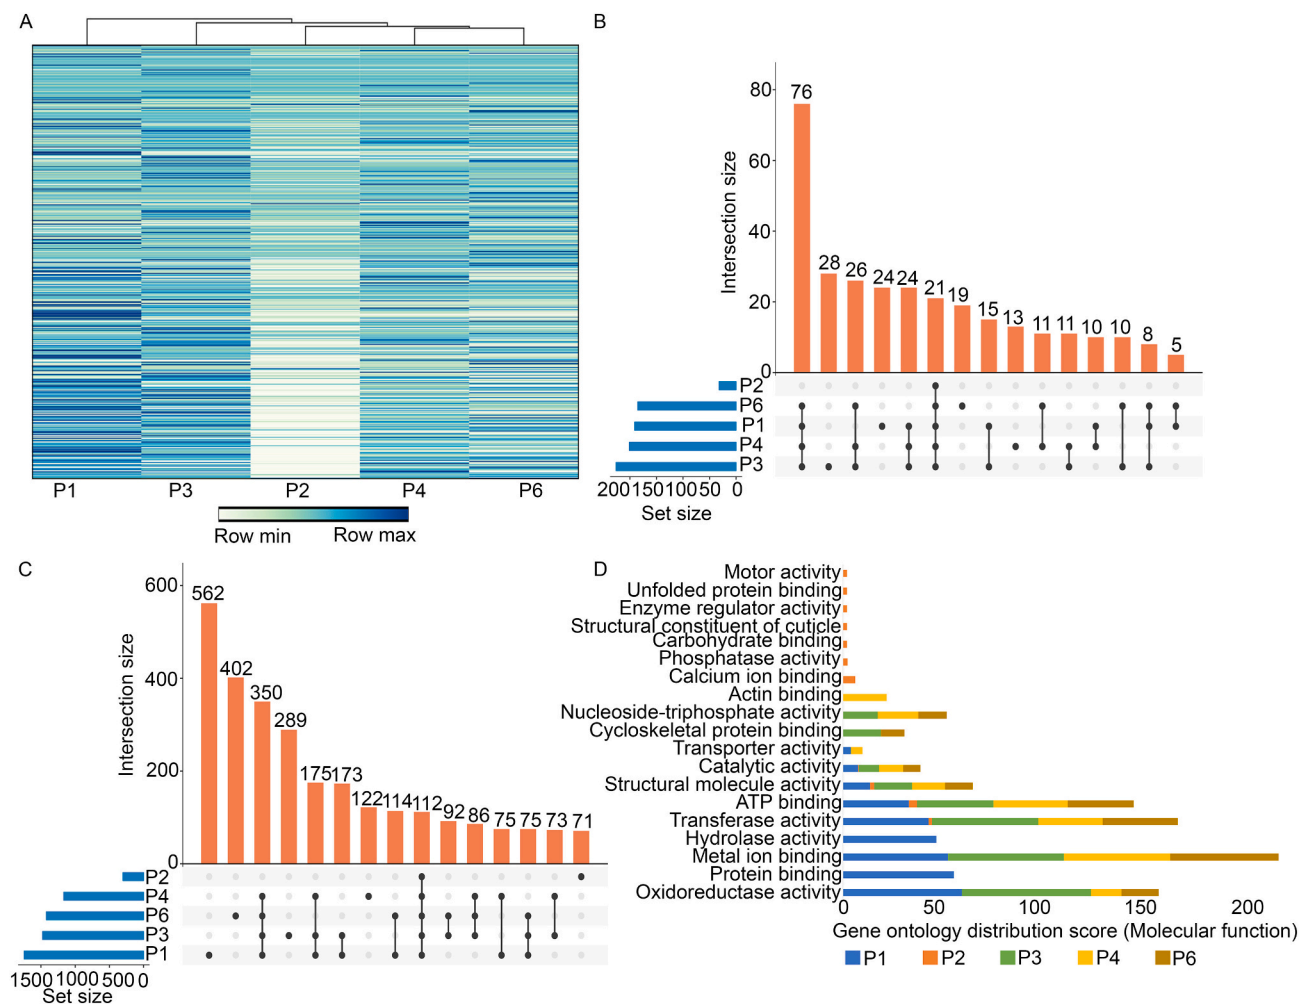 A
P1 P3 P2 P4 P6
Row min Row max
B
Intersection size
80
60
40
20
0
76 28 26 24 24 21 19 15 13 11 11 10 10 8 5
P2
P6
P1
P4
P3
200 150 100 50 0
Set size
C
Intersection size
600
400
200
0
562 402 350 289 175 173 122 114 112 92 86 75 75 73 71
P2
P4
P6
P3
P1
1500 1000 500 0
Set size
D
Motor activity
Unfolded protein binding
Enzyme regulator activity
Structural constituent of cuticle
Carbohydrate binding
Phosphatase activity
Calcium ion binding
Actin binding
Nucleoside-triphosphate activity
Cycloskeletal protein binding
Transporter activity
Catalytic activity
Structural molecule activity
ATP binding
Transferase activity
Hydrolase activity
Metal ion binding
Protein binding
Oxidoreductase activity
0 50 100 150 200
Gene ontology distribution score (Molecular function)
P1 P2 P3 P4 P6